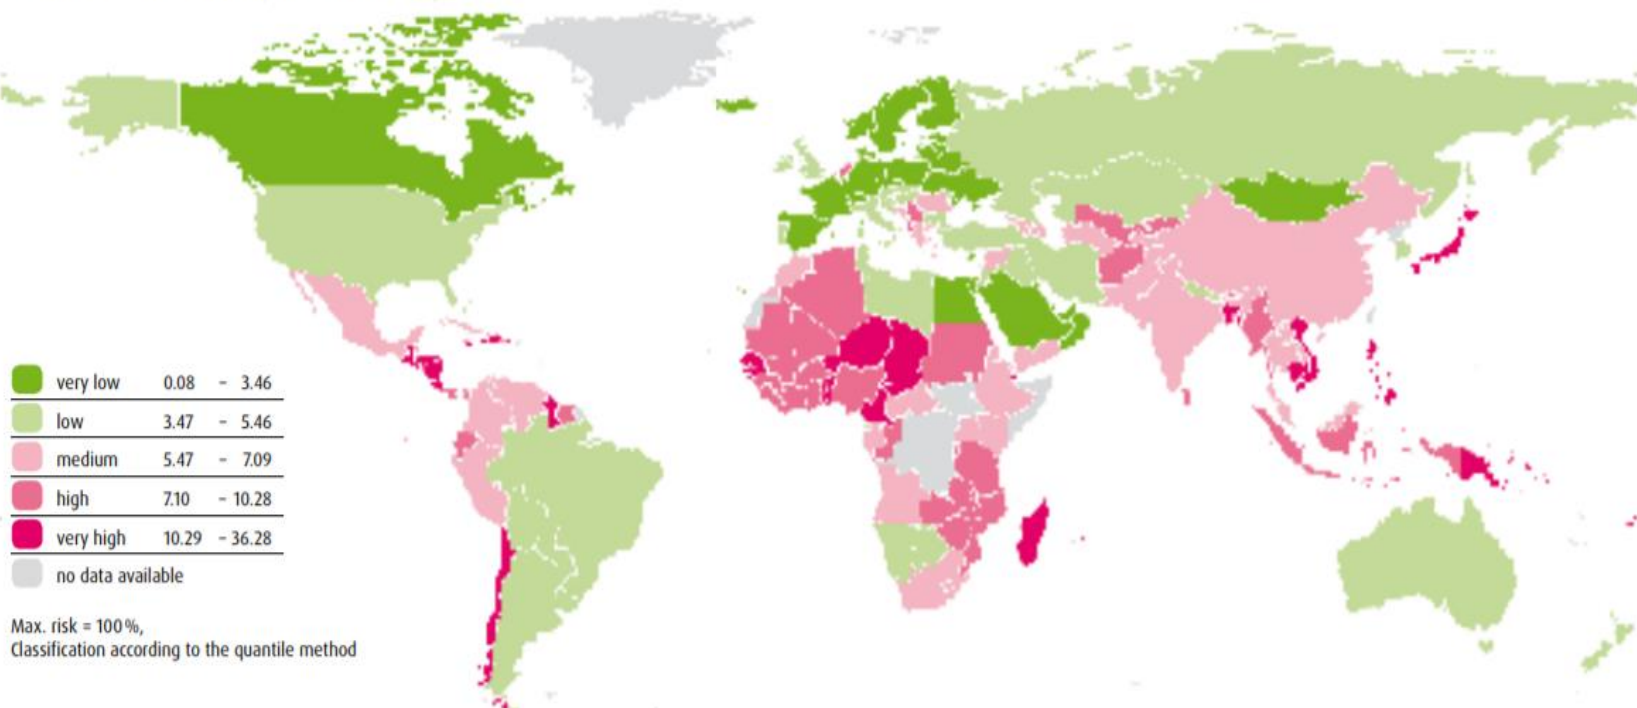 very low 0.08 – 3.46
low 3.47 – 5.46
medium 5.47 – 7.09
high 7.10 – 10.28
very high 10.29 – 36.28
no data available
Max. risk = 100%,
Classification according to the quantile method